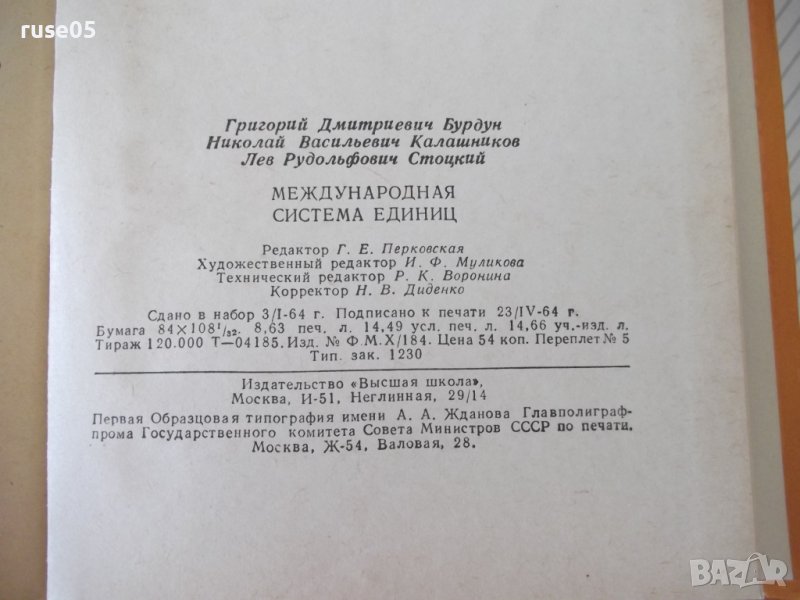 ruse05
Григорий Дмитриевич Бурдун
Николай Васильевич Калашников
Лев Рудольфович Стоцкий
МЕЖДУНАРОДНАЯ
СИСТЕМА ЕДИНИЦ
Редактор Г. Е. Перковская
Художественный редактор И. Ф. Муликова
Технический редактор Р. К. Воронина
Корректор Н. В. Диденко
Сдано в набор 3/I-64 г. Подписано к печати 23/IV-64 г.
Бумага 84×108¹/₃₂. 8,63 печ. л. 14,49 усл. печ. л. 14,66 уч.-изд. л.
Тираж 120.000 Т—04185. Изд. № Ф.М.Х/184. Цена 54 коп. Переплет № 5
Тип. зак. 1230
Издательство «Высшая школа»,
Москва, И-51, Неглинная, 29/14
Первая Образцовая типография имени А. А. Жданова Главполиграф-
прома Государственного комитета Совета Министров СССР по печати.
Москва, Ж-54, Валовая, 28.
BAZAR